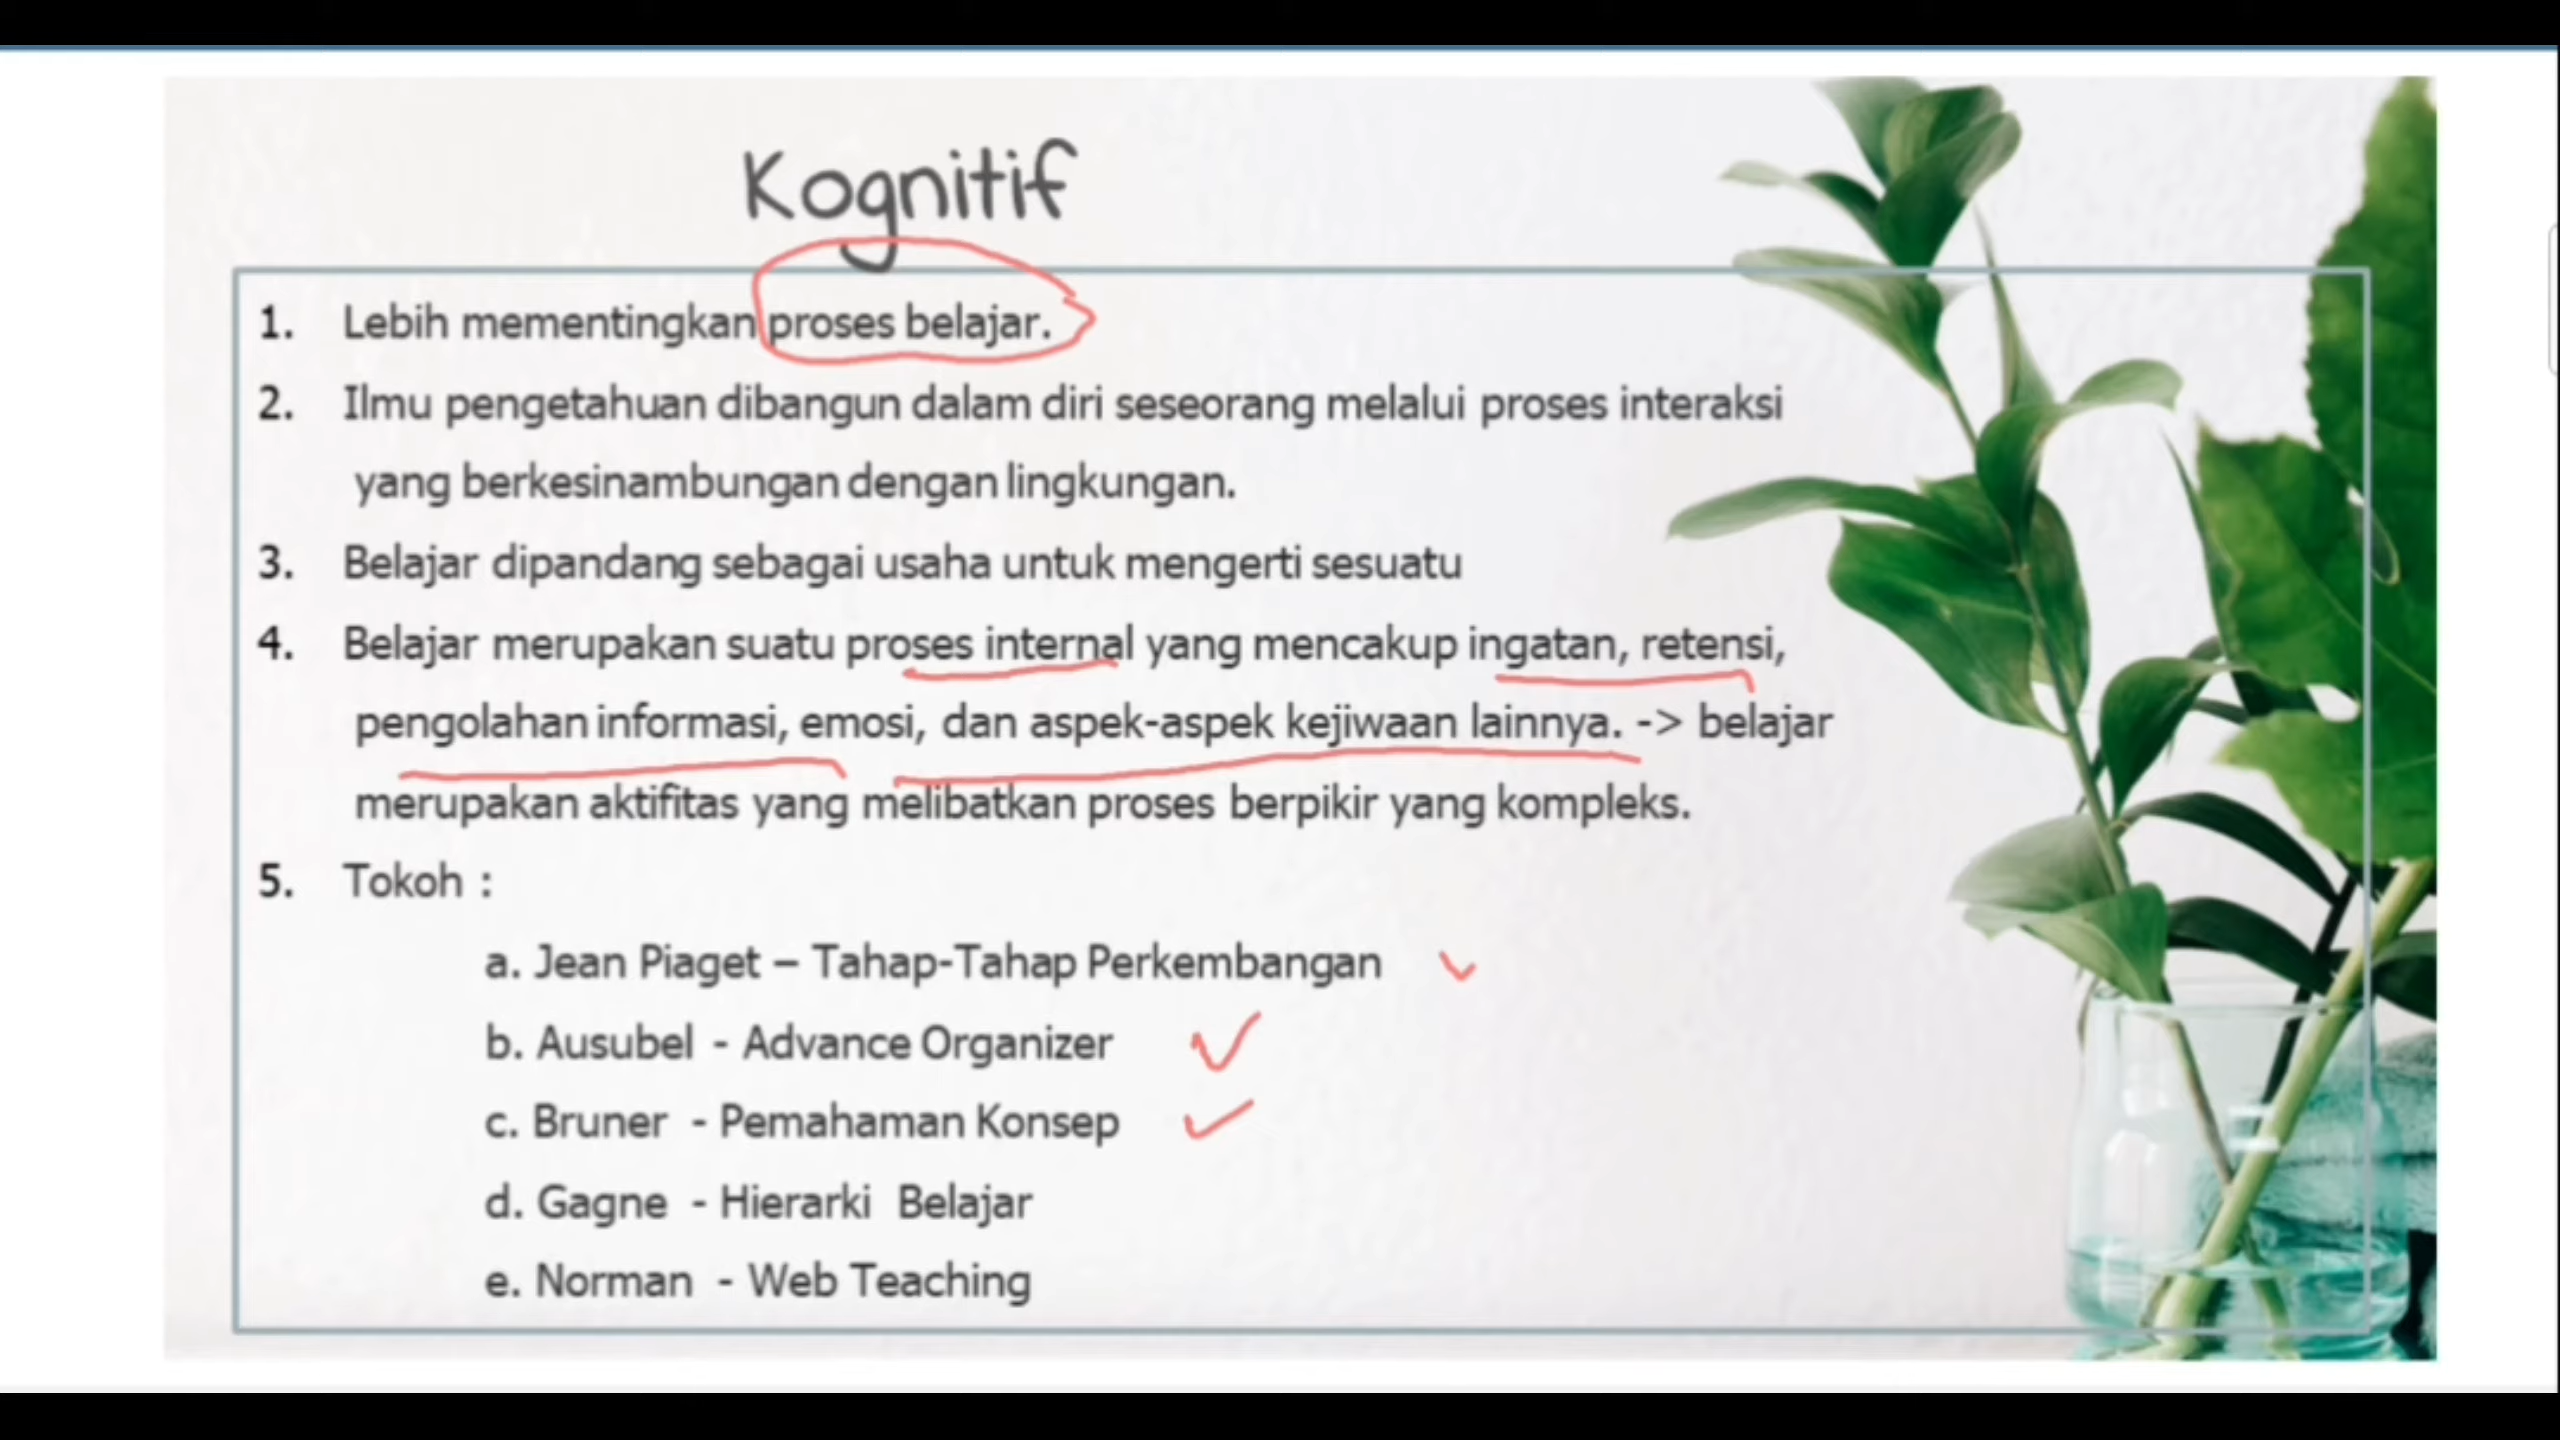 Kognitif
1. Lebih mementingkan proses belajar.
2. Ilmu pengetahuan dibangun dalam diri seseorang melalui proses interaksi
yang berkesinambungan dengan lingkungan.
3. Belajar dipandang sebagai usaha untuk mengerti sesuatu
4. Belajar merupakan suatu proses internal yang mencakup ingatan, retensi,
pengolahan informasi, emosi, dan aspek-aspek kejiwaan lainnya. -> belajar
merupakan aktifitas yang melibatkan proses berpikir yang kompleks.
5. Tokoh :
a. Jean Piaget – Tahap-Tahap Perkembangan
b. Ausubel - Advance Organizer
c. Bruner - Pemahaman Konsep
d. Gagne - Hierarki Belajar
e. Norman - Web Teaching